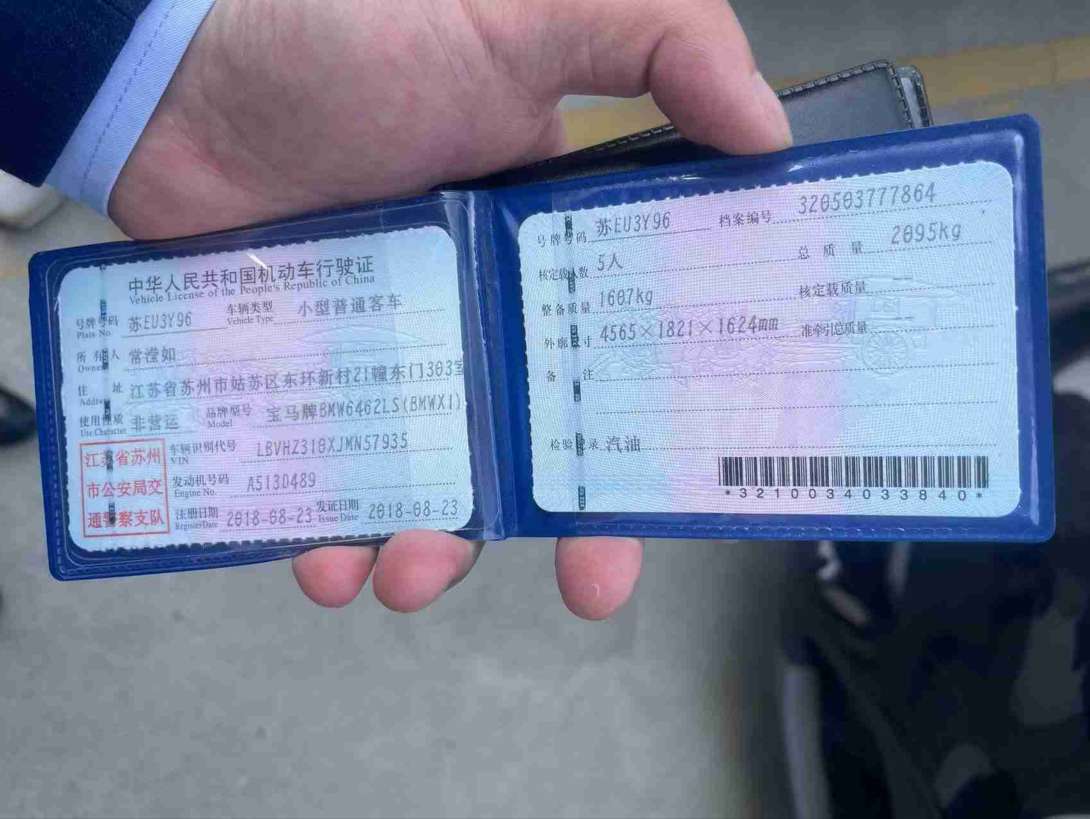 中华人民共和国机动车行驶证
Vehicle License of the People's Republic of China
号牌号码 苏EU3Y96 车辆类型 小型普通客车
Plate No. Vehicle Type
所有人 常滢如
Owner
住址 江苏省苏州市姑苏区东环新村21幢东门303室
Address
使用性质 非营运 品牌型号 宝马牌BMW6462LS(BMWX1)
Use Character Model
江苏省苏州
市公安局交
通警察支队
车辆识别代号 LBVHZ310XJMN57935
VIN
发动机号码 A513D489
Engine No.
注册日期 2018-08-23 发证日期 2018-08-23
Register Date Issue Date
号牌号码 苏EU3Y96 档案编号 320503777864
核定载人数 5人 总质量 2095kg
整备质量 1607kg 核定载质量 --
外廓尺寸 4565×1821×1624mm 准牵引总质量 --
备注
检验记录 汽油
*3210034033840*